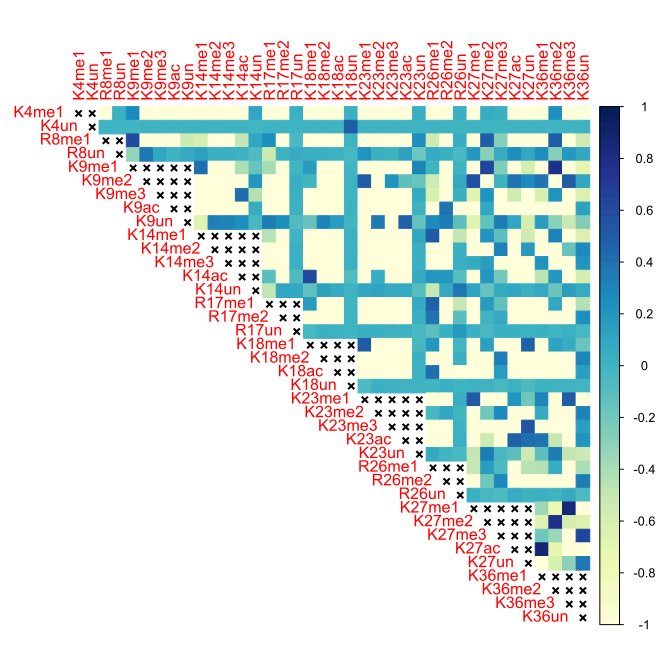 K4me1
K4un
R8me1
R8un
K9me1
K9me2
K9me3
K9ac
K9un
K14me1
K14me2
K14me3
K14ac
K14un
R17me1
R17me2
R17un
K18me1
K18me2
K18ac
K18un
K23me1
K23me2
K23me3
K23ac
K23un
R26me1
R26me2
R26un
K27me1
K27me2
K27me3
K27ac
K27un
K36me1
K36me2
K36me3
K36un
K4me1
K4un
R8me1
R8un
K9me1
K9me2
K9me3
K9ac
K9un
K14me1
K14me2
K14me3
K14ac
K14un
R17me1
R17me2
R17un
K18me1
K18me2
K18ac
K18un
K23me1
K23me2
K23me3
K23ac
K23un
R26me1
R26me2
R26un
K27me1
K27me2
K27me3
K27ac
K27un
K36me1
K36me2
K36me3
K36un
1
0.8
0.6
0.4
0.2
0
-0.2
-0.4
-0.6
-0.8
-1